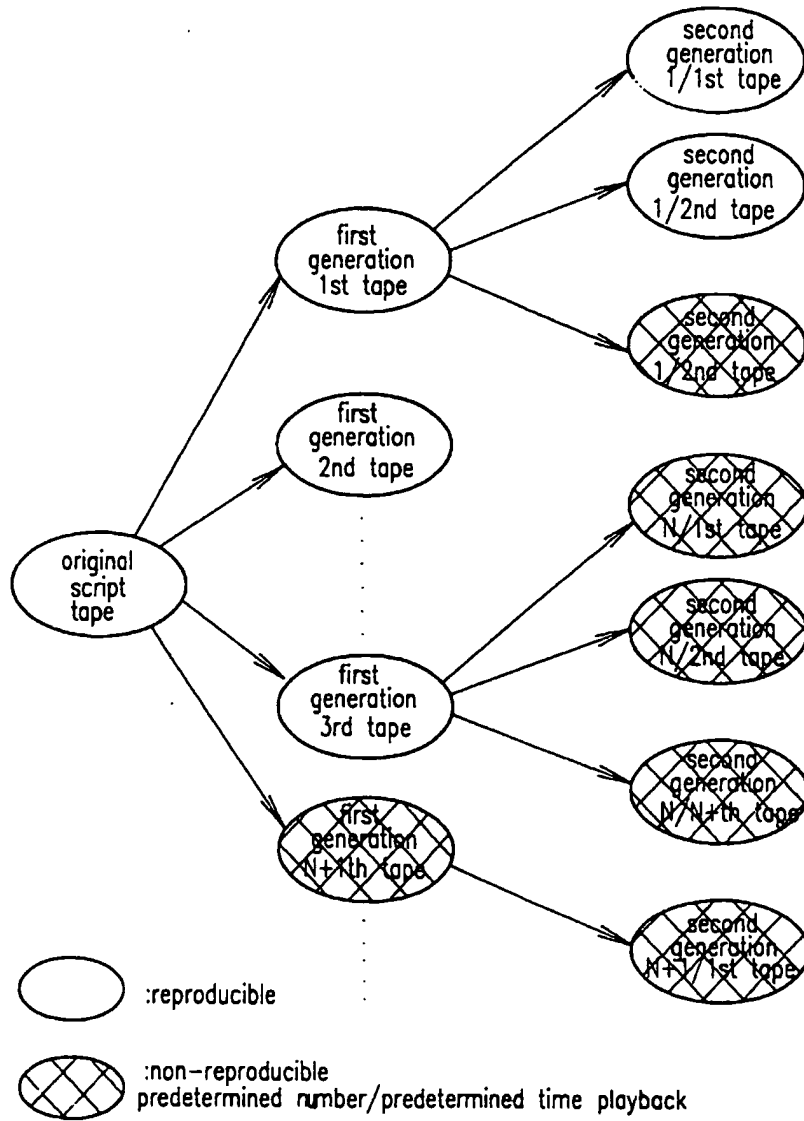 second
generation
1/1st tape
second
generation
1/2nd tape
first
generation
1st tape
second
generation
1/2nd tape
first
generation
2nd tape
second
generation
N/1st tape
original
script
tape
second
generation
N/2nd tape
first
generation
3rd tape
second
generation
N/N+th tape
first
generation
N+1th tape
second
generation
N+1/1st tape
:reproducible
:non-reproducible
predetermined number/predetermined time playback